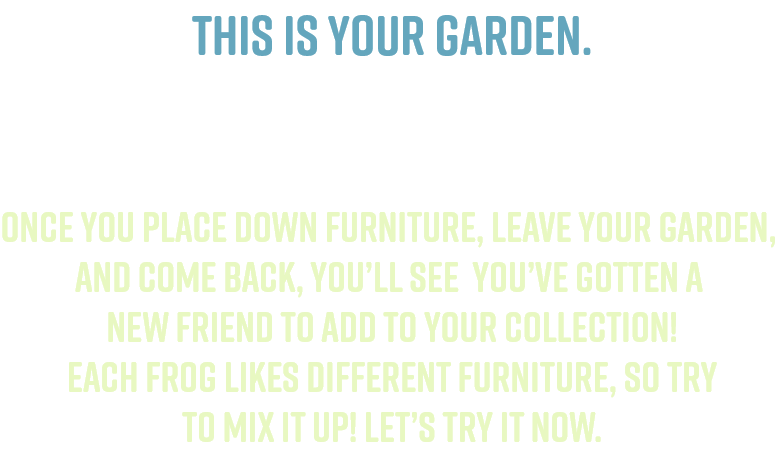 THIS IS YOUR GARDEN.
ONCE YOU PLACE DOWN FURNITURE, LEAVE YOUR GARDEN,
AND COME BACK, YOU'LL SEE YOU'VE GOTTEN A
NEW FRIEND TO ADD TO YOUR COLLECTION!
EACH FROG LIKES DIFFERENT FURNITURE, SO TRY
TO MIX IT UP! LET'S TRY IT NOW.